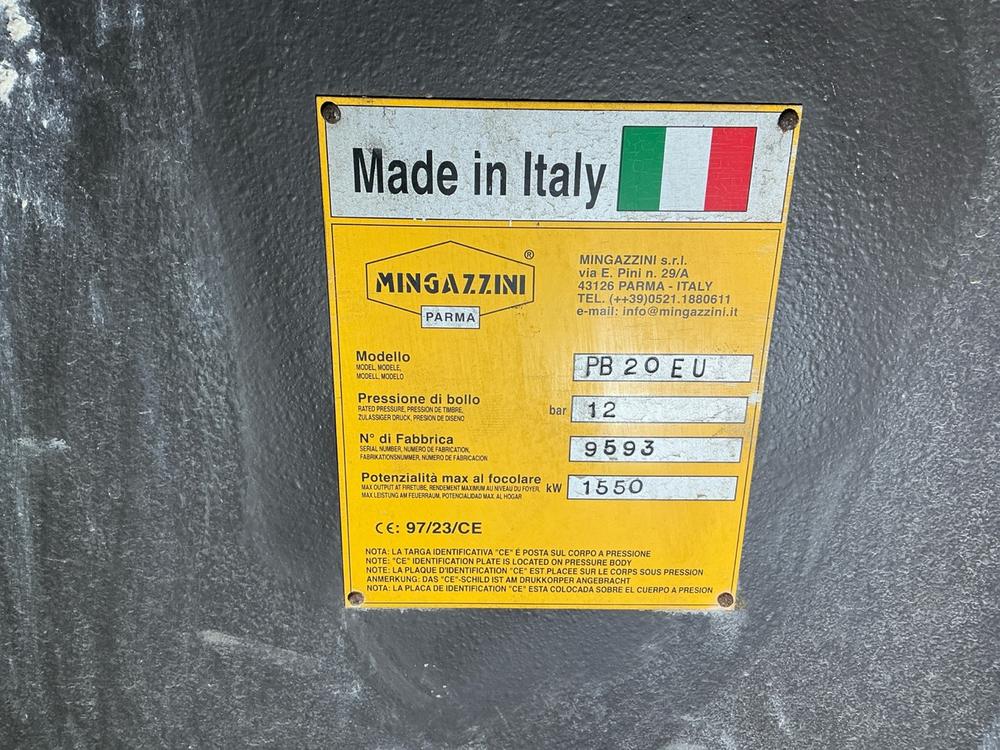 Made in Italy
MINGAZZINI ®
PARMA
MINGAZZINI s.r.l.
via E. Pini n. 29/A
43126 PARMA - ITALY
TEL. (++39)0521.1880611
e-mail: info@mingazzini.it
Modello
MODEL, MODELE,
MODELL, MODELO
PB 20 EU
Pressione di bollo
RATED PRESSURE, PRESSION DE TIMBRE,
ZULASSIGER DRUCK, PRESION DE DISENO
bar 12
N° di Fabbrica
SERIAL NUMBER, NUMERO DE FABRICATION,
FABRIKATIONSNUMMER, NÚMERO DE FÁBRICACION
9593
Potenzialità max al focolare
MAX OUTPUT AT FIRETUBE, RENDEMENT MAXIMUM AU NIVEAU DU FOYER,
MAX LEISTUNG AM FEUERRAUM, POTENCIALIDAD MAX. AL HOGAR
kW 1550
CE: 97/23/CE
NOTA: LA TARGA IDENTIFICATIVA "CE" É POSTA SUL CORPO A PRESSIONE
NOTE: "CE" IDENTIFICATION PLATE IS LOCATED ON PRESSURE BODY
NOTE: LA PLAQUE D'IDENTIFICATION "CE" EST PLACEE SUR LE CORPS SOUS PRESSION
ANMERKUNG: DAS "CE"-SCHILD IST AM DRUKKORPER ANGEBRACHT
NOTA: LA PLACA DE IDENTIFICATION "CE" ESTA COLOCADA SOBRE EL CUERPO A PRESION